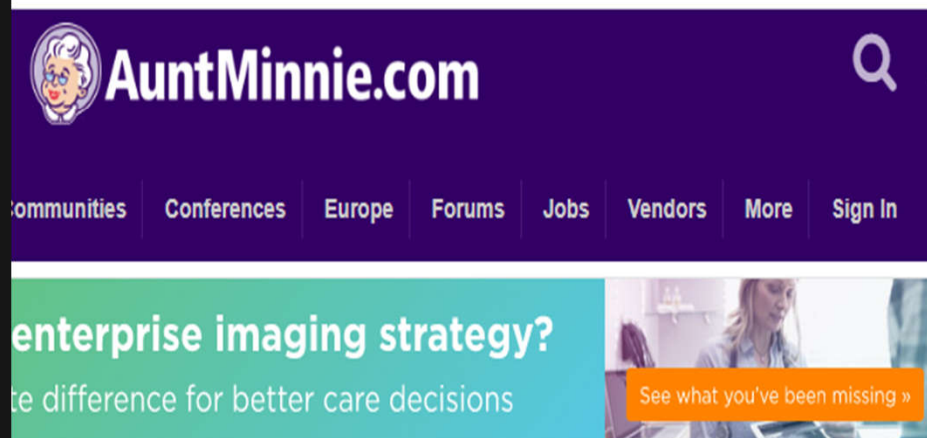 AuntMinnie.com
ommunities Conferences Europe Forums Jobs Vendors More Sign In
enterprise imaging strategy?
te difference for better care decisions
See what you've been missing »